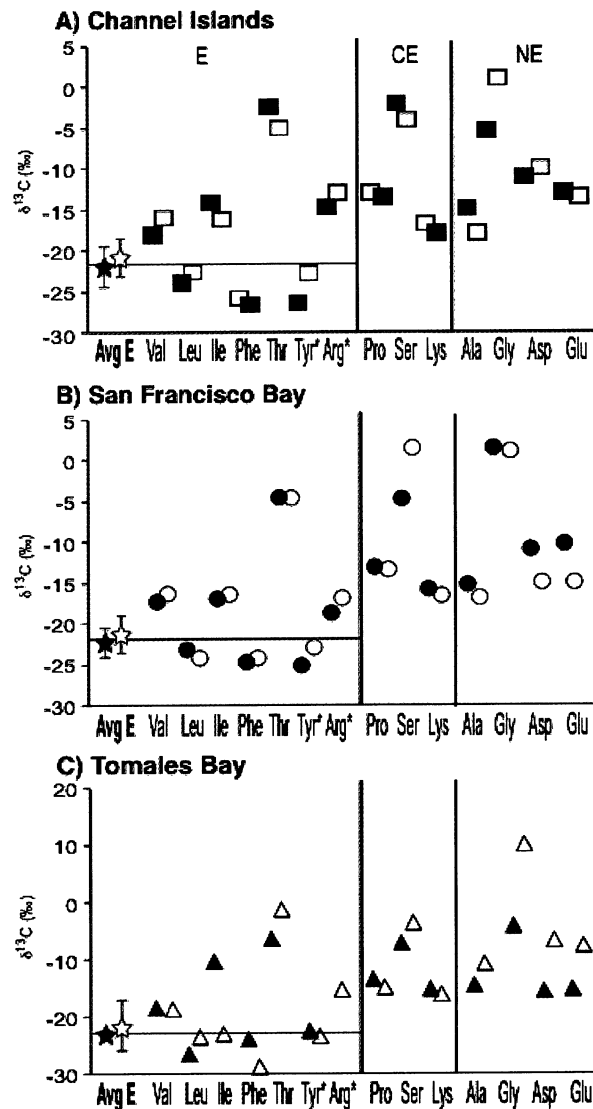 A) Channel Islands
E CE NE
5
0
-5
-10
-15
-20
-25
-30
δ¹³C (‰)
Avg E Val Leu Ile Phe Thr Tyr* Arg* Pro Ser Lys Ala Gly Asp Glu
B) San Francisco Bay
5
0
-5
-10
-15
-20
-25
-30
δ¹³C (‰)
Avg E Val Leu Ile Phe Thr Tyr* Arg* Pro Ser Lys Ala Gly Asp Glu
C) Tomales Bay
20
10
0
-10
-20
-30
δ¹³C (‰)
Avg E Val Leu Ile Phe Thr Tyr* Arg* Pro Ser Lys Ala Gly Asp Glu